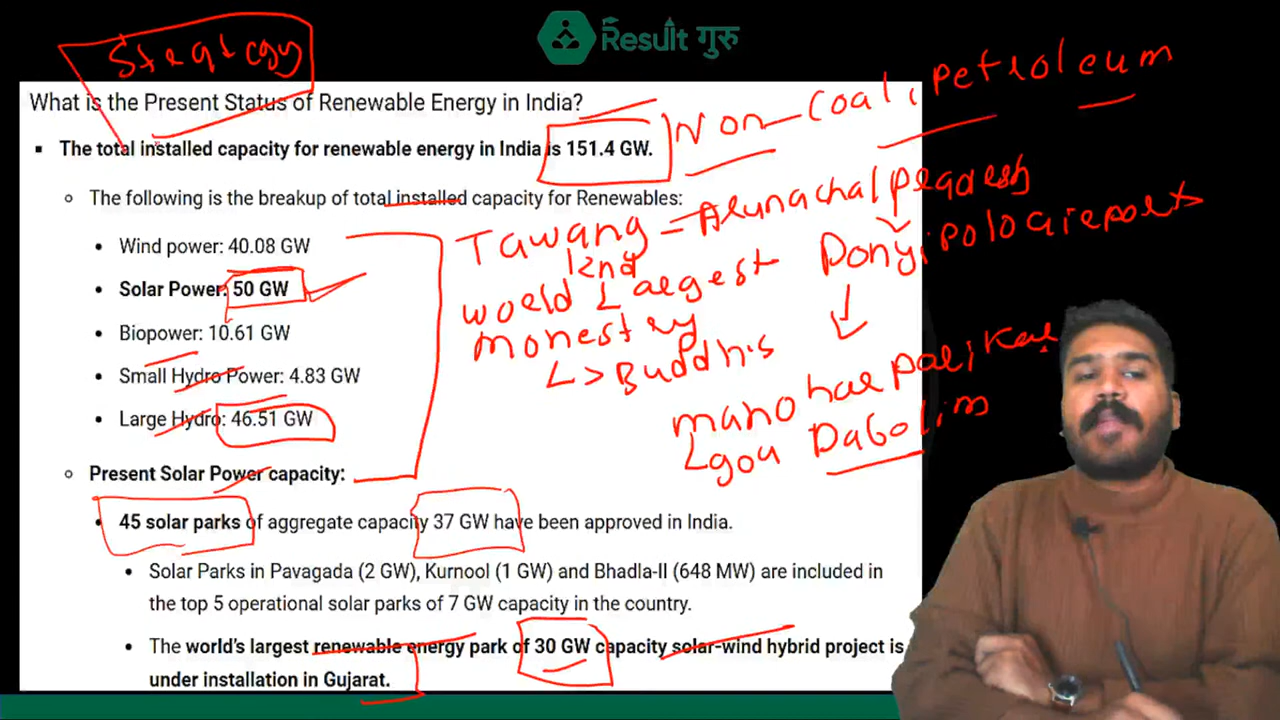 Result गुरु
Strategy
What is the Present Status of Renewable Energy in India?
Non-Coal, petroleum
The total installed capacity for renewable energy in India is 151.4 GW.
The following is the breakup of total installed capacity for Renewables:
Wind power: 40.08 GW
Solar Power: 50 GW
Biopower: 10.61 GW
Small Hydro Power: 4.83 GW
Large Hydro: 46.51 GW
Tawang = Arunachal pradesh
2nd
world Largest
monestry
Buddhis
Donyipolo airport
manohar parikar
goa Dabolim
Present Solar Power capacity:
45 solar parks of aggregate capacity 37 GW have been approved in India.
Solar Parks in Pavagada (2 GW), Kurnool (1 GW) and Bhadla-II (648 MW) are included in
the top 5 operational solar parks of 7 GW capacity in the country.
The world's largest renewable energy park of 30 GW capacity solar-wind hybrid project is
under installation in Gujarat.